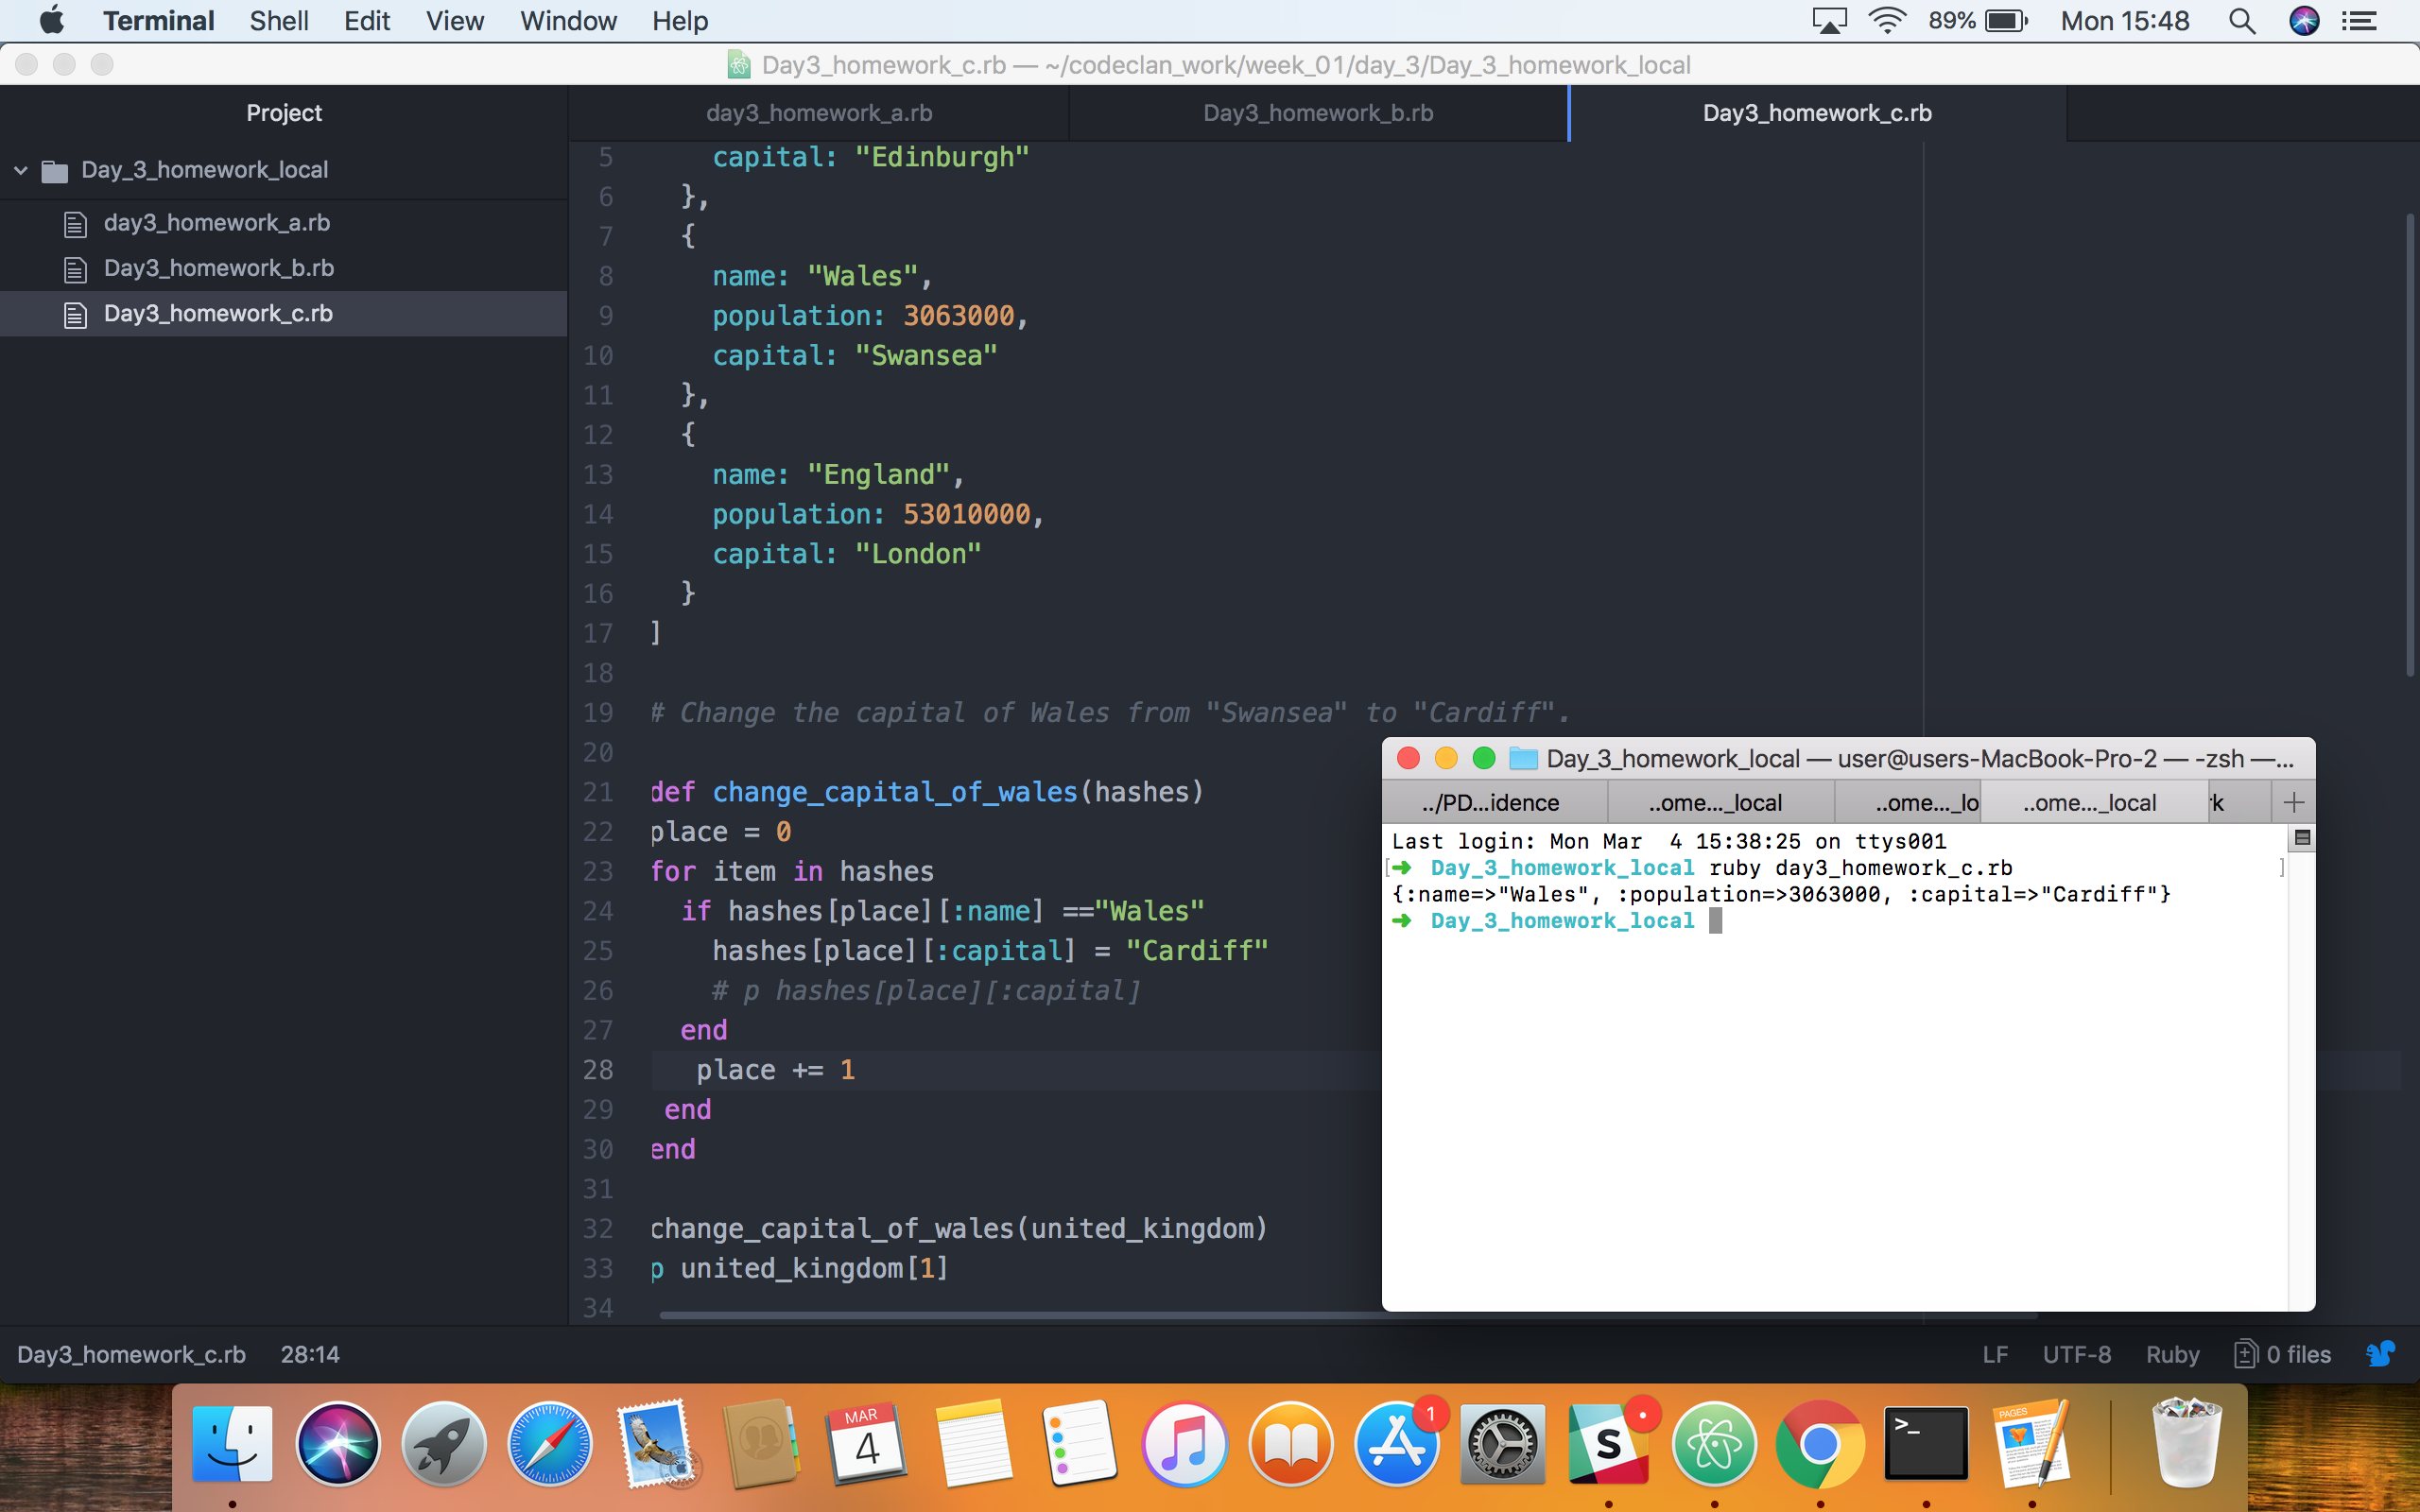 Terminal Shell Edit View Window Help 89% Mon 15:48
Day3_homework_c.rb — ~/codeclan_work/week_01/day_3/Day_3_homework_local
Project
Day_3_homework_local
day3_homework_a.rb
Day3_homework_b.rb
Day3_homework_c.rb
day3_homework_a.rb Day3_homework_b.rb Day3_homework_c.rb
5 capital: "Edinburgh"
6 },
7 {
8 name: "Wales",
9 population: 3063000,
10 capital: "Swansea"
11 },
12 {
13 name: "England",
14 population: 53010000,
15 capital: "London"
16 }
17 ]
18
19 # Change the capital of Wales from "Swansea" to "Cardiff".
20
21 def change_capital_of_wales(hashes)
22 place = 0
23 for item in hashes
24 if hashes[place][:name] =="Wales"
25 hashes[place][:capital] = "Cardiff"
26 # p hashes[place][:capital]
27 end
28 place += 1
29 end
30 end
31
32 change_capital_of_wales(united_kingdom)
33 p united_kingdom[1]
34
Day_3_homework_local — user@users-MacBook-Pro-2 — -zsh —...
../PD...idence ..ome..._local ..ome..._lo ..ome..._local k
Last login: Mon Mar  4 15:38:25 on ttys001
[➜ Day_3_homework_local ruby day3_homework_c.rb ]
{:name=>"Wales", :population=>3063000, :capital=>"Cardiff"}
➜ Day_3_homework_local
Day3_homework_c.rb 28:14 LF UTF-8 Ruby 0 files
MAR
4
1
S
>_
PAGES